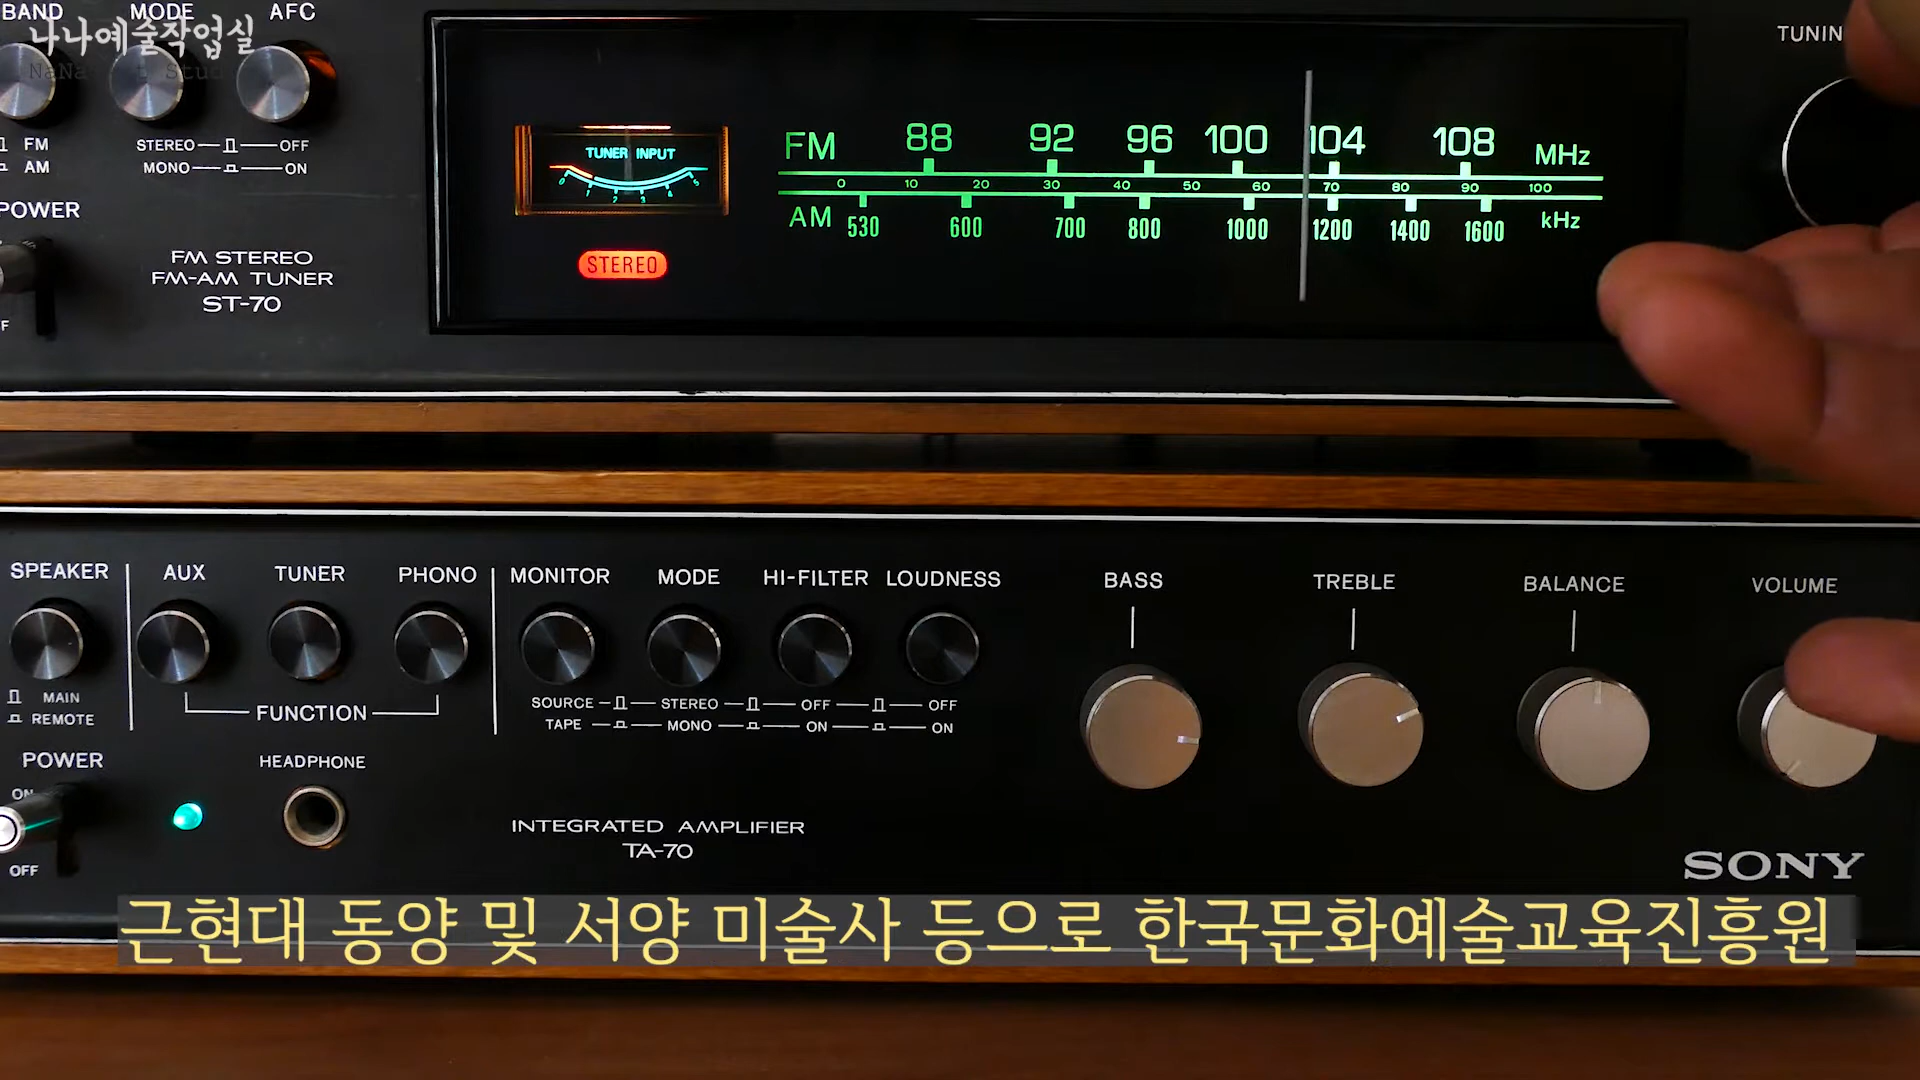 BAND MODE AFC
나나예술작업실
FM STEREO OFF
AM MONO ON
POWER
FM STEREO
FM-AM TUNER
ST-70
TUNER INPUT
0 1 2 3 4 5
STEREO
FM 88 92 96 100 104 108 MHz
0 10 20 30 40 50 60 70 80 90 100
AM 530 600 700 800 1000 1200 1400 1600 kHz
SPEAKER AUX TUNER PHONO MONITOR MODE HI-FILTER LOUDNESS BASS TREBLE BALANCE VOLUME
MAIN
REMOTE
FUNCTION
SOURCE STEREO OFF OFF
TAPE MONO ON ON
POWER
ON
OFF
HEADPHONE
INTEGRATED AMPLIFIER
TA-70
SONY
근현대 동양 및 서양 미술사 등으로 한국문화예술교육진흥원